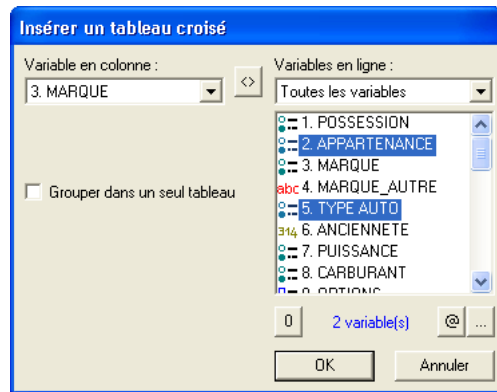 Insérer un tableau croisé
Variable en colonne :
3. MARQUE
<>
Grouper dans un seul tableau
Variables en ligne :
Toutes les variables
1. POSSESSION
2. APPARTENANCE
3. MARQUE
abc 4. MARQUE_AUTRE
5. TYPE AUTO
314 6. ANCIENNETE
7. PUISSANCE
8. CARBURANT
9. OPTIONS
0 2 variable(s) @ ...
OK Annuler